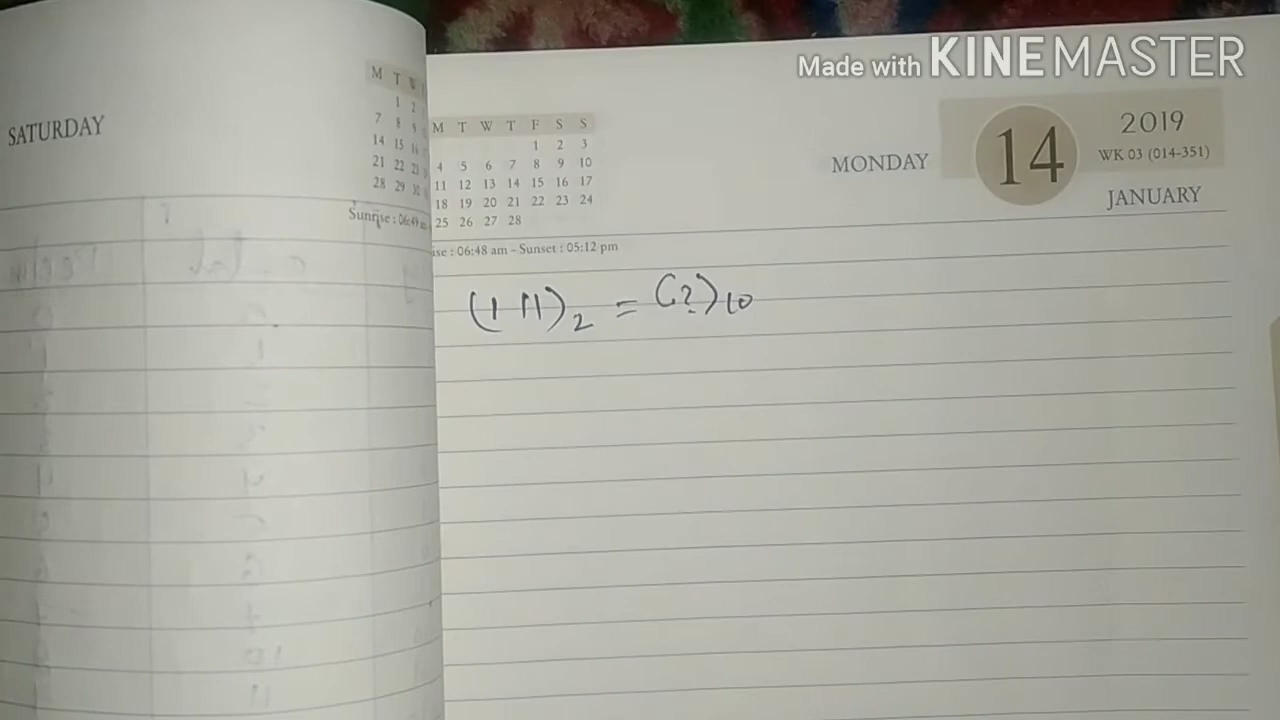 Made with KINEMASTER
SATURDAY
M T W
1 2
7 8 9
14 15 16
21 22 23
28 29 30
Sunrise : 06:49 am
M T W T F S S
1 2 3
4 5 6 7 8 9 10
11 12 13 14 15 16 17
18 19 20 21 22 23 24
25 26 27 28
ise : 06:48 am - Sunset : 05:12 pm
MONDAY
14
2019
WK 03 (014-351)
JANUARY
(111)2 = (?)10